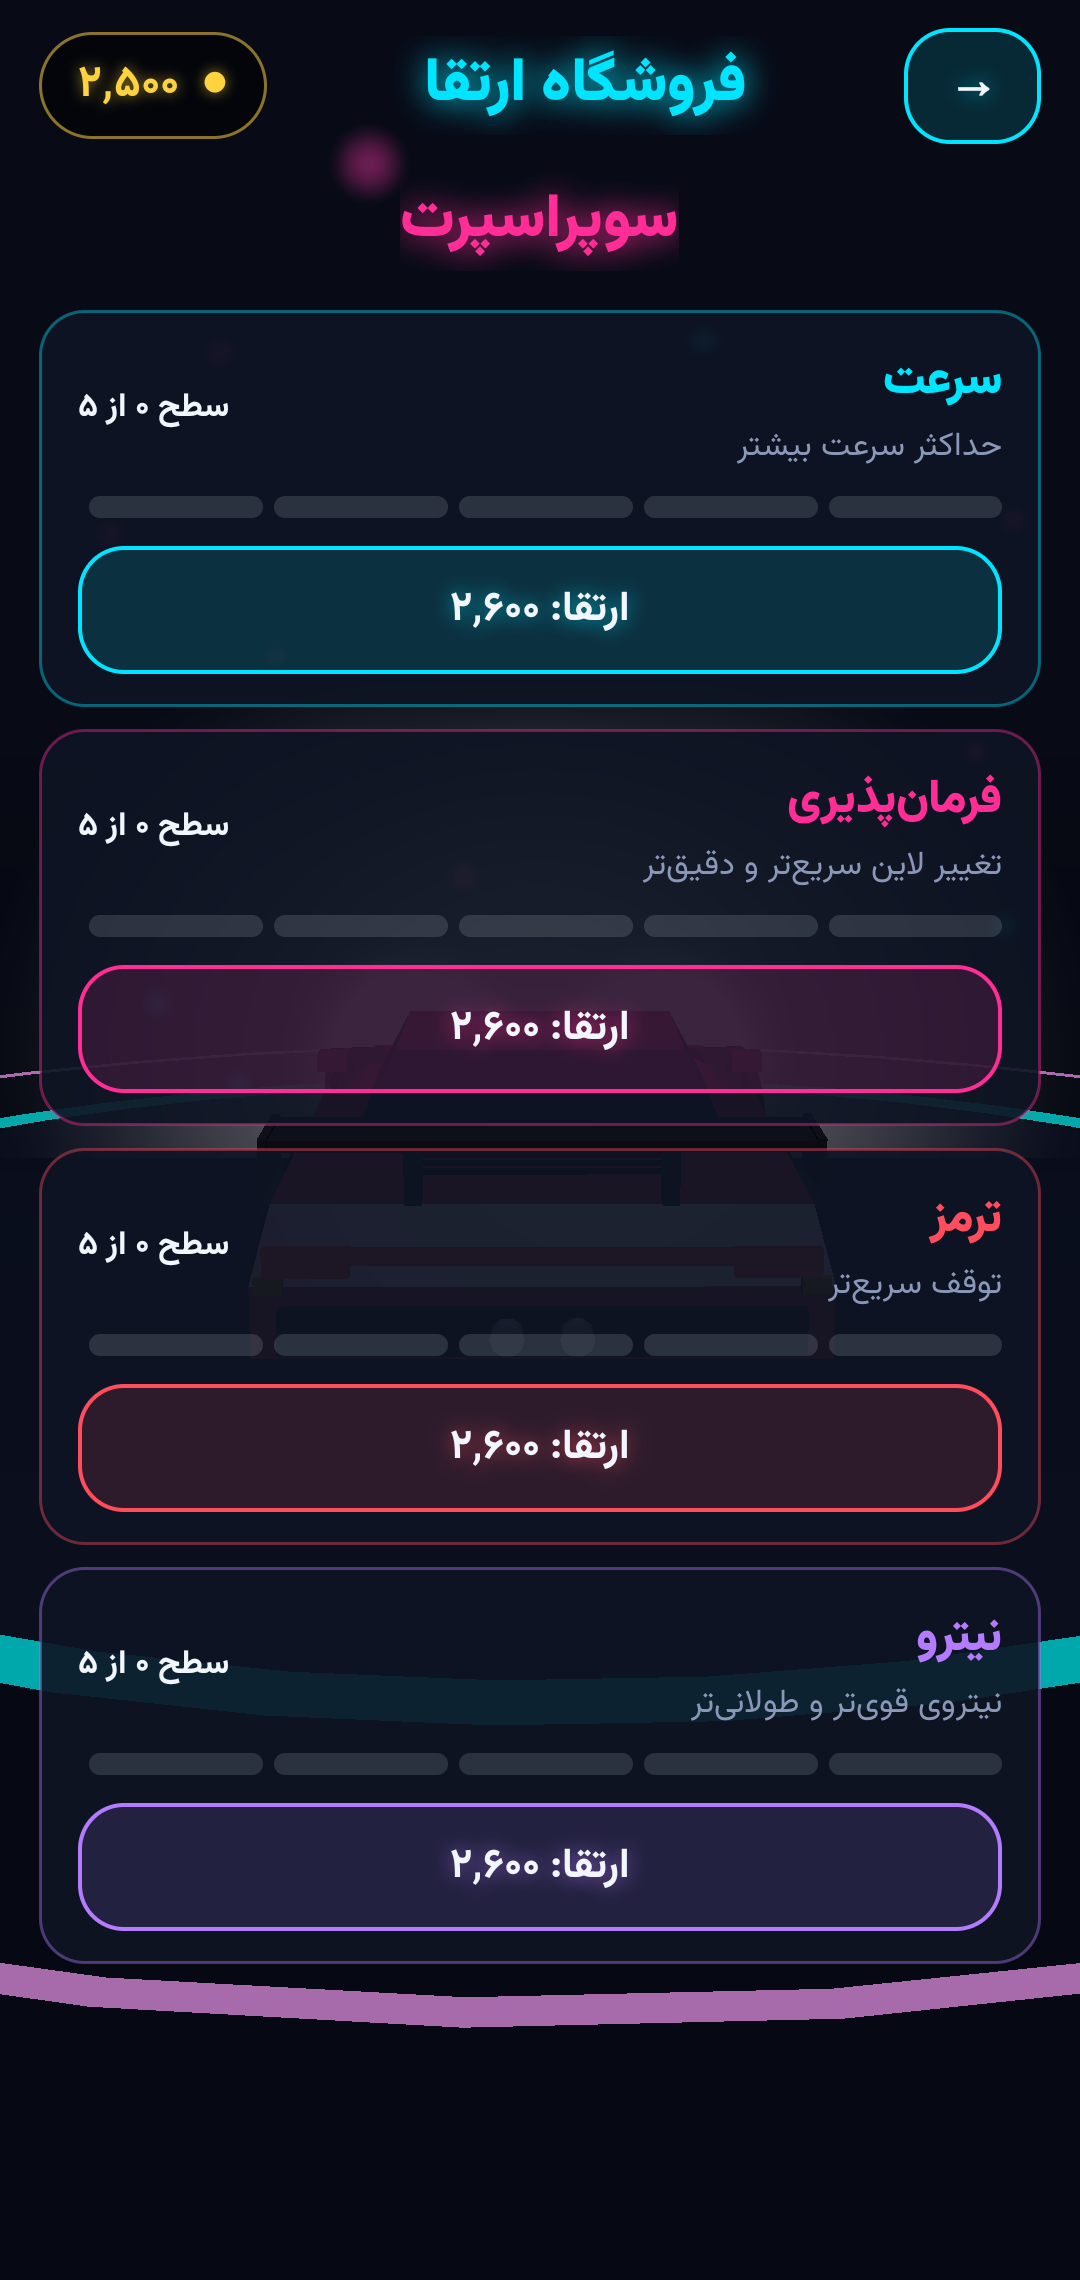 →
فروشگاه ارتقا
۲,۵۰۰
سوپراسپرت
سرعت
سطح ۰ از ۵
حداکثر سرعت بیشتر
ارتقا: ۲,۶۰۰
فرمان‌پذیری
سطح ۰ از ۵
تغییر لاین سریع‌تر و دقیق‌تر
ارتقا: ۲,۶۰۰
ترمز
سطح ۰ از ۵
توقف سریع‌تر
ارتقا: ۲,۶۰۰
نیترو
سطح ۰ از ۵
نیتروی قوی‌تر و طولانی‌تر
ارتقا: ۲,۶۰۰